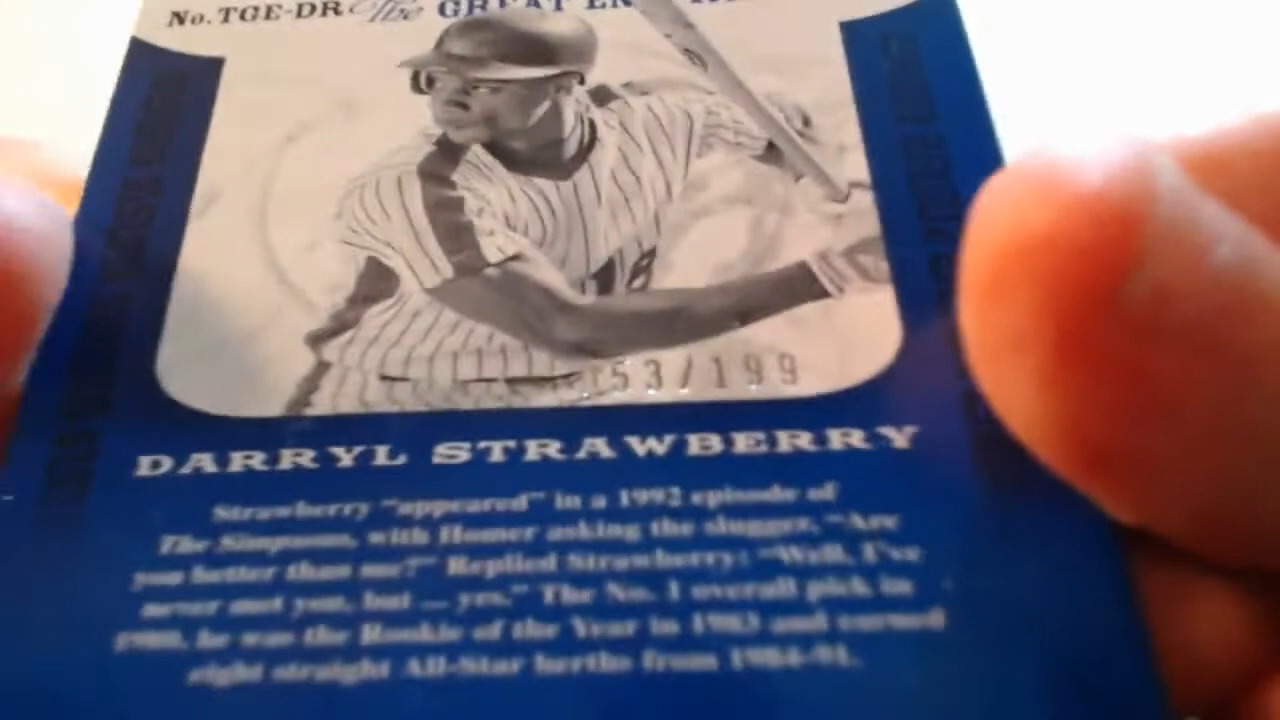 No. TGE-DR The GREAT
53/199
DARRYL STRAWBERRY
Strawberry "appeared" in a 1992 episode of
The Simpsons, with Homer asking the slugger, "Are
you better than me?" Replied Strawberry: "Well, I've
never met you, but ... yes." The No. 1 overall pick in
1980, he was the Rookie of the Year in 1983 and earned
eight straight All-Star berths from 1984-91.